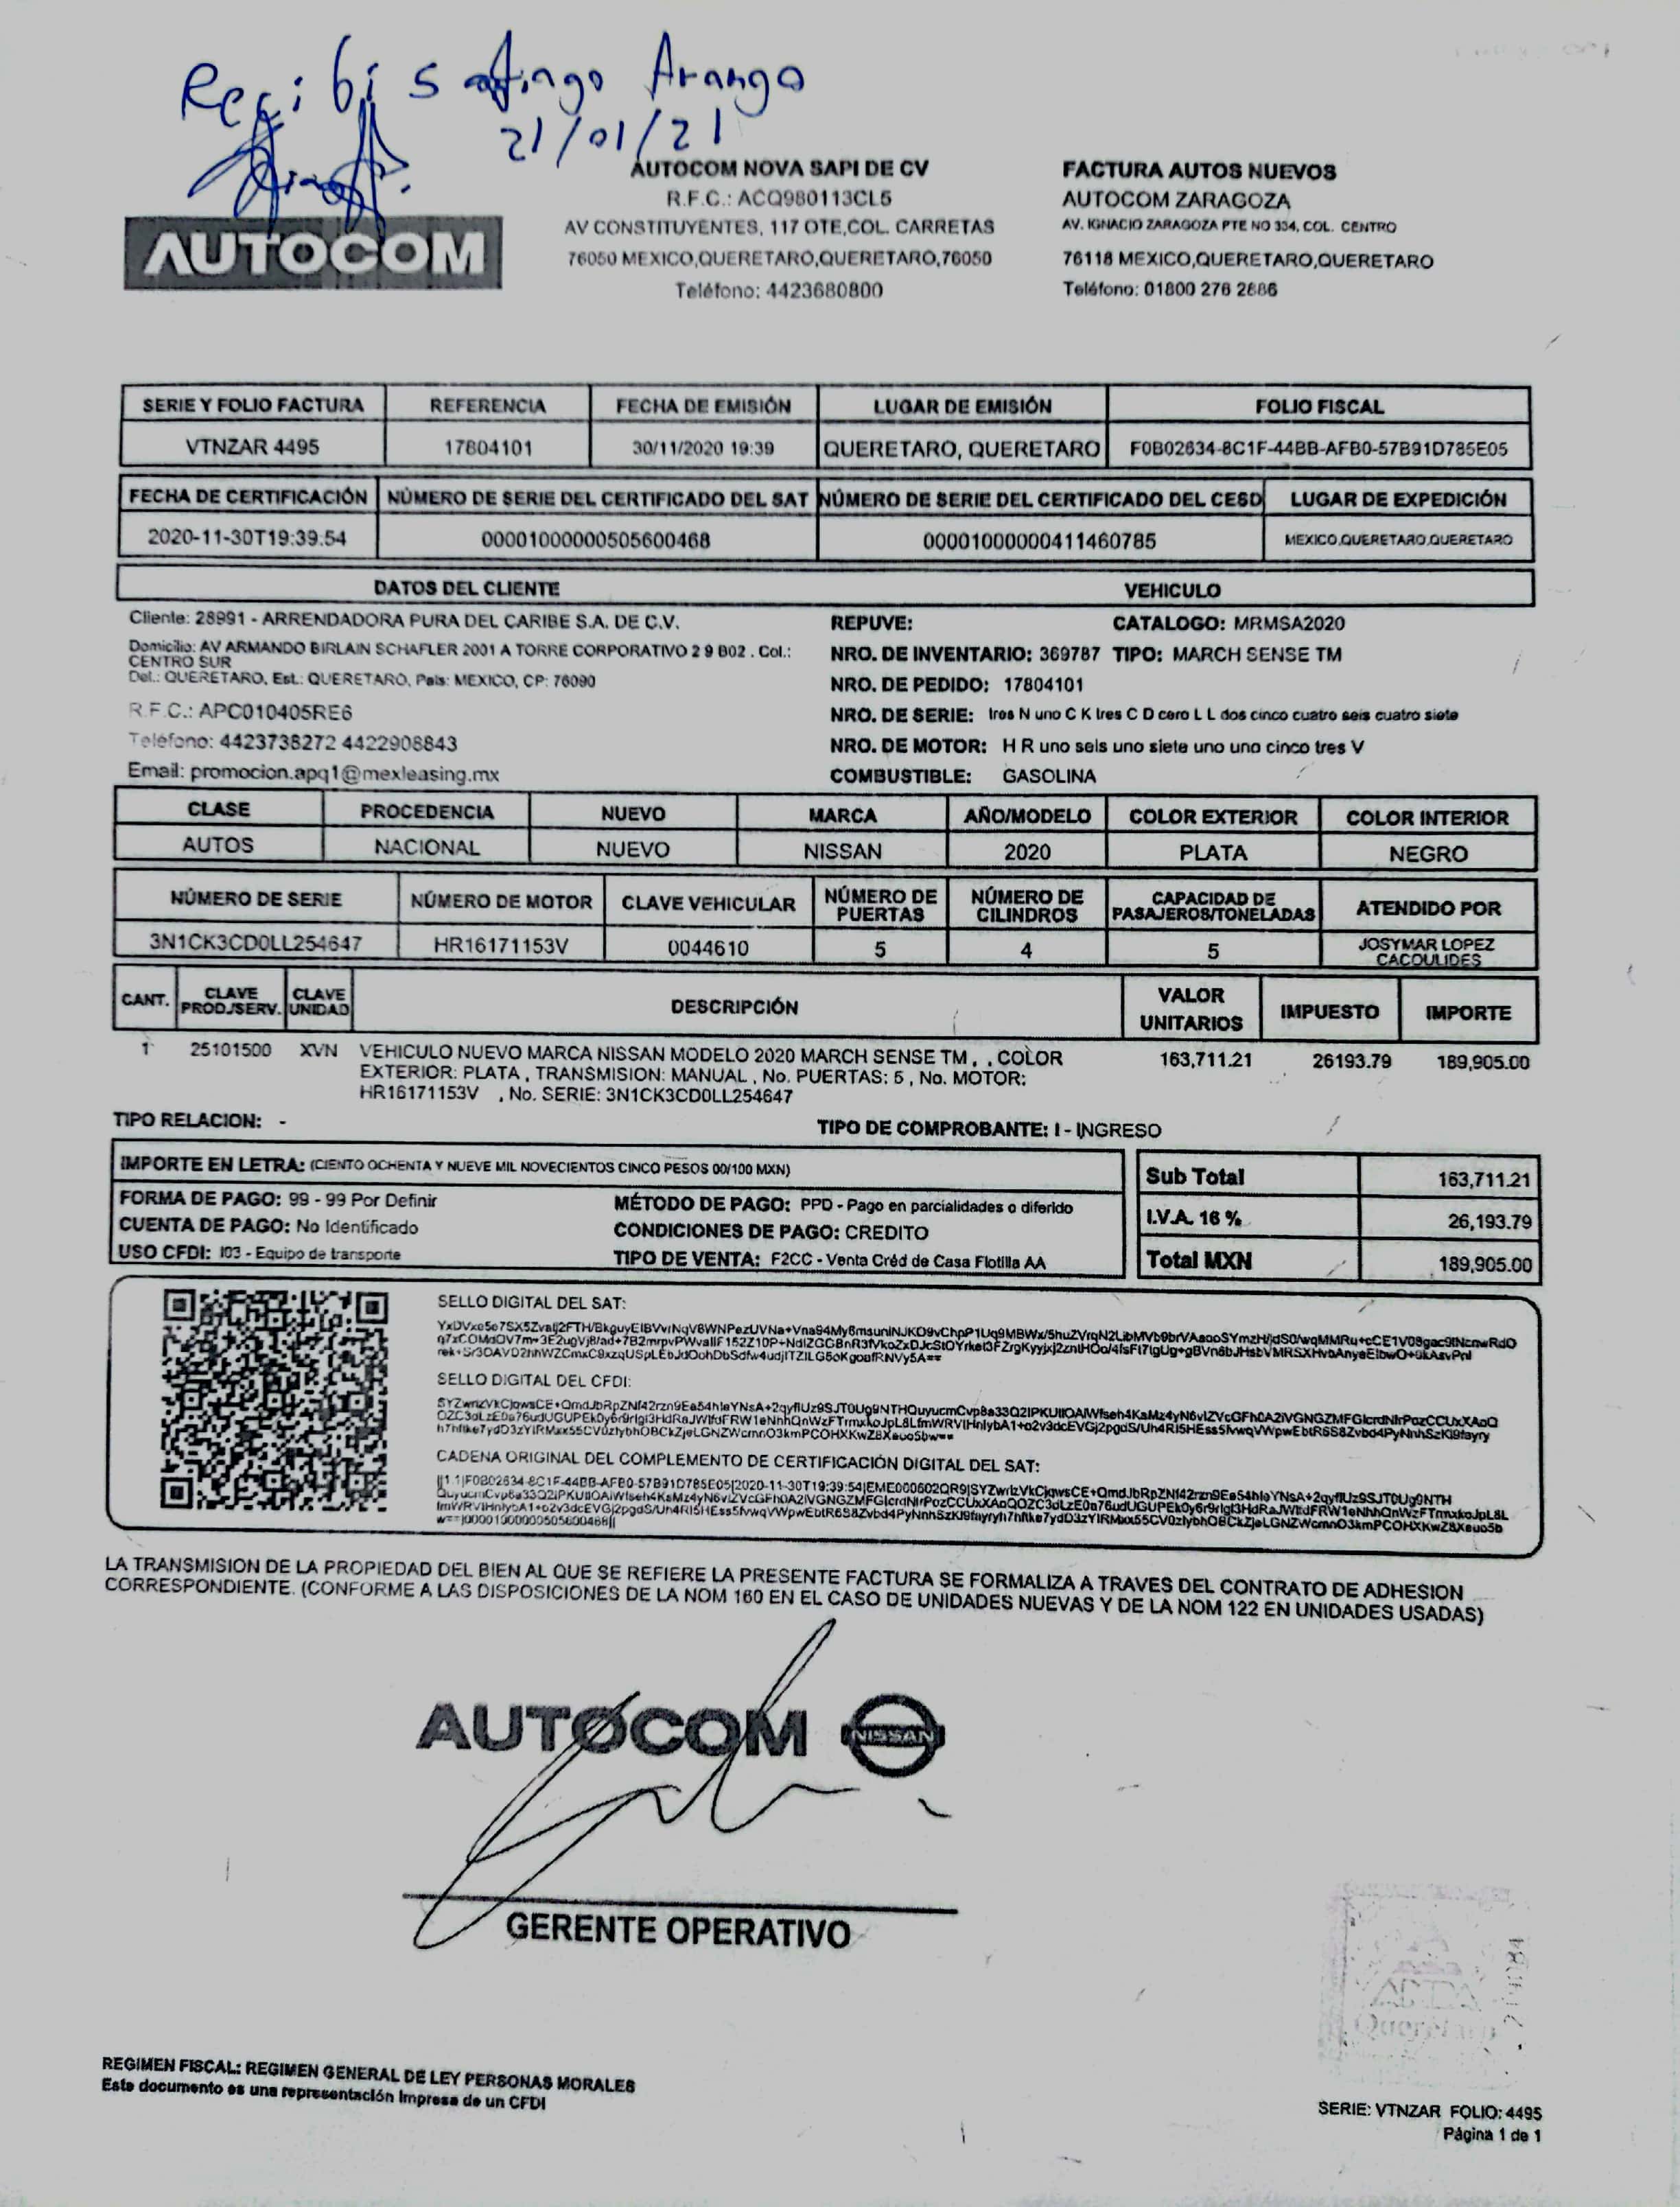 Recibí Santiago Arango
21/01/21
AUTOCOM
AUTOCOM NOVA SAPI DE CV
R.F.C.: ACQ980113CL5
AV CONSTITUYENTES, 117 OTE,COL. CARRETAS
76050 MEXICO,QUERETARO,QUERETARO,76050
Teléfono: 4423680800
FACTURA AUTOS NUEVOS
AUTOCOM ZARAGOZA
AV. IGNACIO ZARAGOZA PTE NO 334, COL. CENTRO
76118 MEXICO,QUERETARO,QUERETARO
Teléfono: 01800 276 2686
SERIE Y FOLIO FACTURA REFERENCIA FECHA DE EMISIÓN LUGAR DE EMISIÓN FOLIO FISCAL
VTNZAR 4495 17804101 30/11/2020 19:39 QUERETARO, QUERETARO F0B02634-8C1F-44BB-AFB0-57B91D785E05
FECHA DE CERTIFICACIÓN NÚMERO DE SERIE DEL CERTIFICADO DEL SAT NÚMERO DE SERIE DEL CERTIFICADO DEL CESD LUGAR DE EXPEDICIÓN
2020-11-30T19:39:54 00001000000505600468 00001000000411460785 MEXICO,QUERETARO,QUERETARO
DATOS DEL CLIENTE VEHICULO
Cliente: 28991 - ARRENDADORA PURA DEL CARIBE S.A. DE C.V.
Domicilio: AV ARMANDO BIRLAIN SCHAFLER 2001 A TORRE CORPORATIVO 2 9 B02 . Col.:
CENTRO SUR
Del.: QUERETARO, Est.: QUERETARO, País: MEXICO, CP: 76090
R.F.C.: APC010405RE6
Teléfono: 4423738272 4422908843
Email: promocion.apq1@mexleasing.mx
REPUVE: CATALOGO: MRMSA2020
NRO. DE INVENTARIO: 369787 TIPO: MARCH SENSE TM
NRO. DE PEDIDO: 17804101
NRO. DE SERIE: tres N uno C K tres C D cero L L dos cinco cuatro seis cuatro siete
NRO. DE MOTOR: H R uno seis uno siete uno uno cinco tres V
COMBUSTIBLE: GASOLINA
CLASE PROCEDENCIA NUEVO MARCA AÑO/MODELO COLOR EXTERIOR COLOR INTERIOR
AUTOS NACIONAL NUEVO NISSAN 2020 PLATA NEGRO
NÚMERO DE SERIE NÚMERO DE MOTOR CLAVE VEHICULAR NÚMERO DE PUERTAS NÚMERO DE CILINDROS CAPACIDAD DE PASAJEROS/TONELADAS ATENDIDO POR
3N1CK3CD0LL254647 HR16171153V 0044610 5 4 5 JOSYMAR LOPEZ CACOULIDES
CANT. CLAVE PROD./SERV. CLAVE UNIDAD DESCRIPCIÓN VALOR UNITARIOS IMPUESTO IMPORTE
1 25101500 XVN VEHICULO NUEVO MARCA NISSAN MODELO 2020 MARCH SENSE TM , , COLOR 163,711.21 26193.79 189,905.00
EXTERIOR: PLATA , TRANSMISION: MANUAL , No. PUERTAS: 5 , No. MOTOR:
HR16171153V , No. SERIE: 3N1CK3CD0LL254647
TIPO RELACION: -
TIPO DE COMPROBANTE: I - INGRESO
IMPORTE EN LETRA: (CIENTO OCHENTA Y NUEVE MIL NOVECIENTOS CINCO PESOS 00/100 MXN)
FORMA DE PAGO: 99 - 99 Por Definir MÉTODO DE PAGO: PPD - Pago en parcialidades o diferido
CUENTA DE PAGO: No Identificado CONDICIONES DE PAGO: CREDITO
USO CFDI: I03 - Equipo de transporte TIPO DE VENTA: F2CC - Venta Créd de Casa Flotilla AA
Sub Total 163,711.21
I.V.A. 16 % 26,193.79
Total MXN 189,905.00
SELLO DIGITAL DEL SAT:
SELLO DIGITAL DEL CFDI:
CADENA ORIGINAL DEL COMPLEMENTO DE CERTIFICACIÓN DIGITAL DEL SAT:
LA TRANSMISION DE LA PROPIEDAD DEL BIEN AL QUE SE REFIERE LA PRESENTE FACTURA SE FORMALIZA A TRAVES DEL CONTRATO DE ADHESION
CORRESPONDIENTE. (CONFORME A LAS DISPOSICIONES DE LA NOM 160 EN EL CASO DE UNIDADES NUEVAS Y DE LA NOM 122 EN UNIDADES USADAS)
AUTOCOM NISSAN
GERENTE OPERATIVO
Querétaro
REGIMEN FISCAL: REGIMEN GENERAL DE LEY PERSONAS MORALES
Este documento es una representación impresa de un CFDI
SERIE: VTNZAR FOLIO: 4495
Página 1 de 1